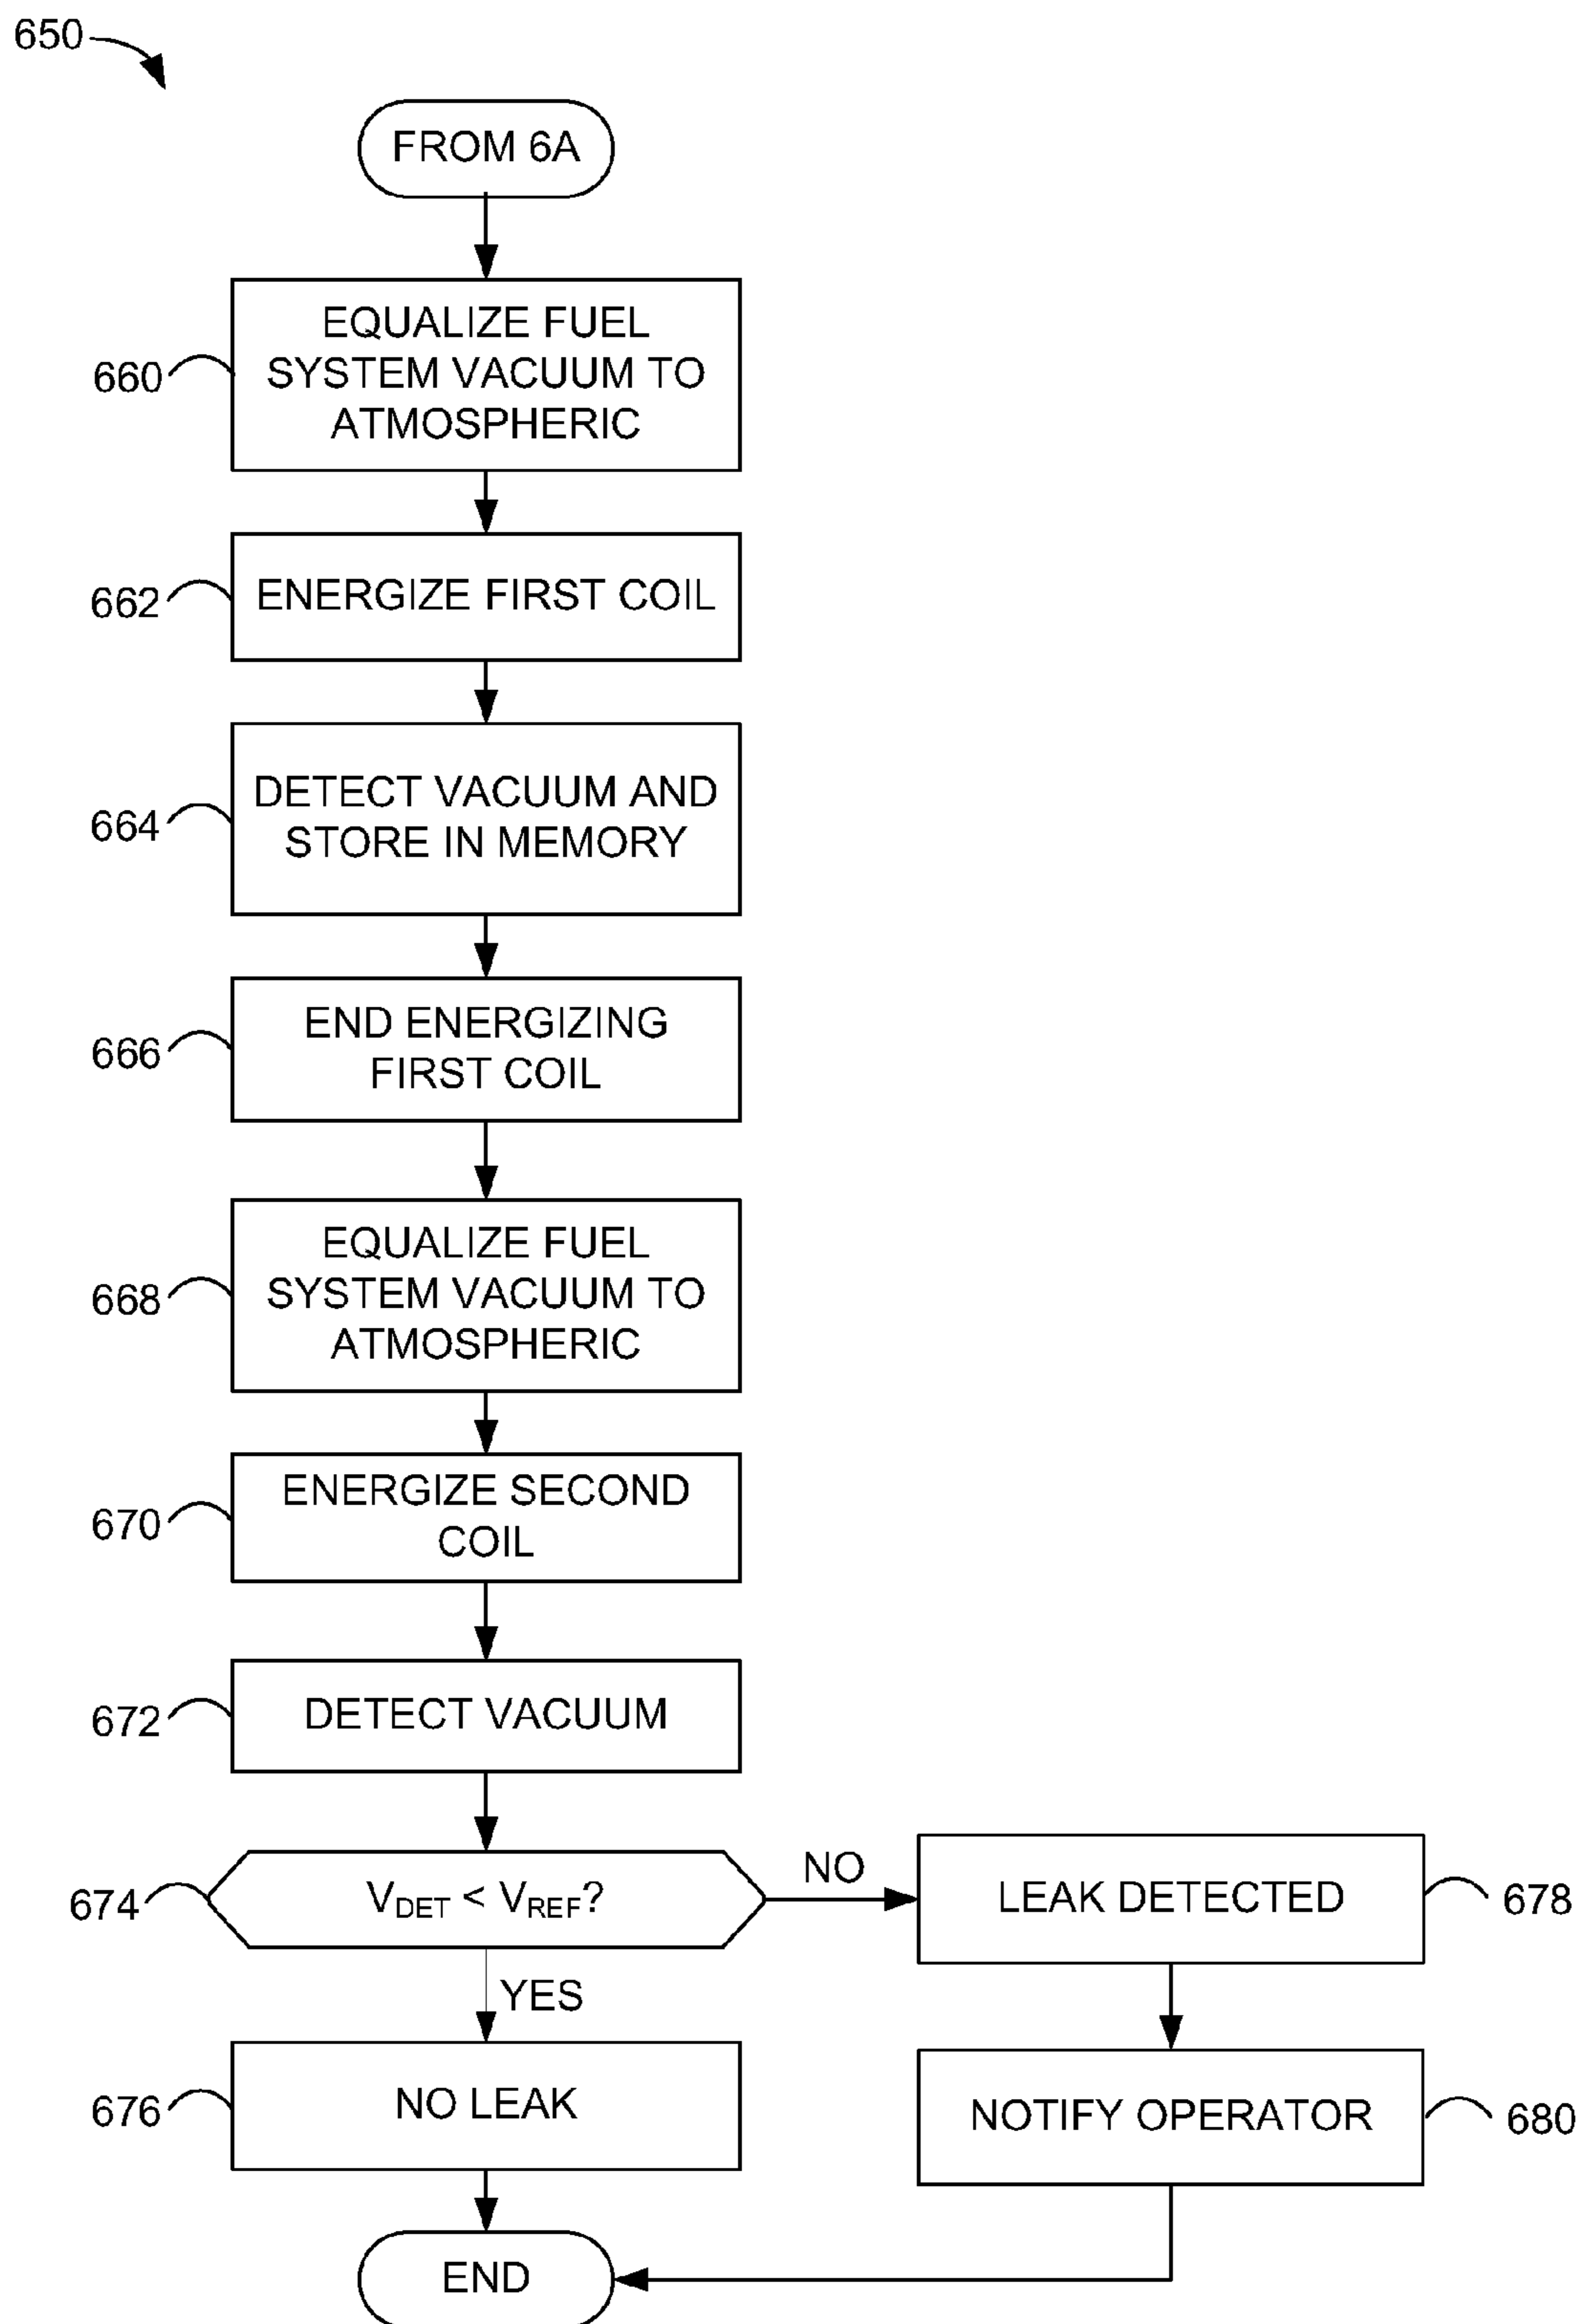 650
FROM 6A
660
EQUALIZE FUEL
SYSTEM VACUUM TO
ATMOSPHERIC
662
ENERGIZE FIRST COIL
664
DETECT VACUUM AND
STORE IN MEMORY
666
END ENERGIZING
FIRST COIL
668
EQUALIZE FUEL
SYSTEM VACUUM TO
ATMOSPHERIC
670
ENERGIZE SECOND
COIL
672
DETECT VACUUM
674
VDET < VREF?
NO
LEAK DETECTED
678
YES
676
NO LEAK
NOTIFY OPERATOR
680
END